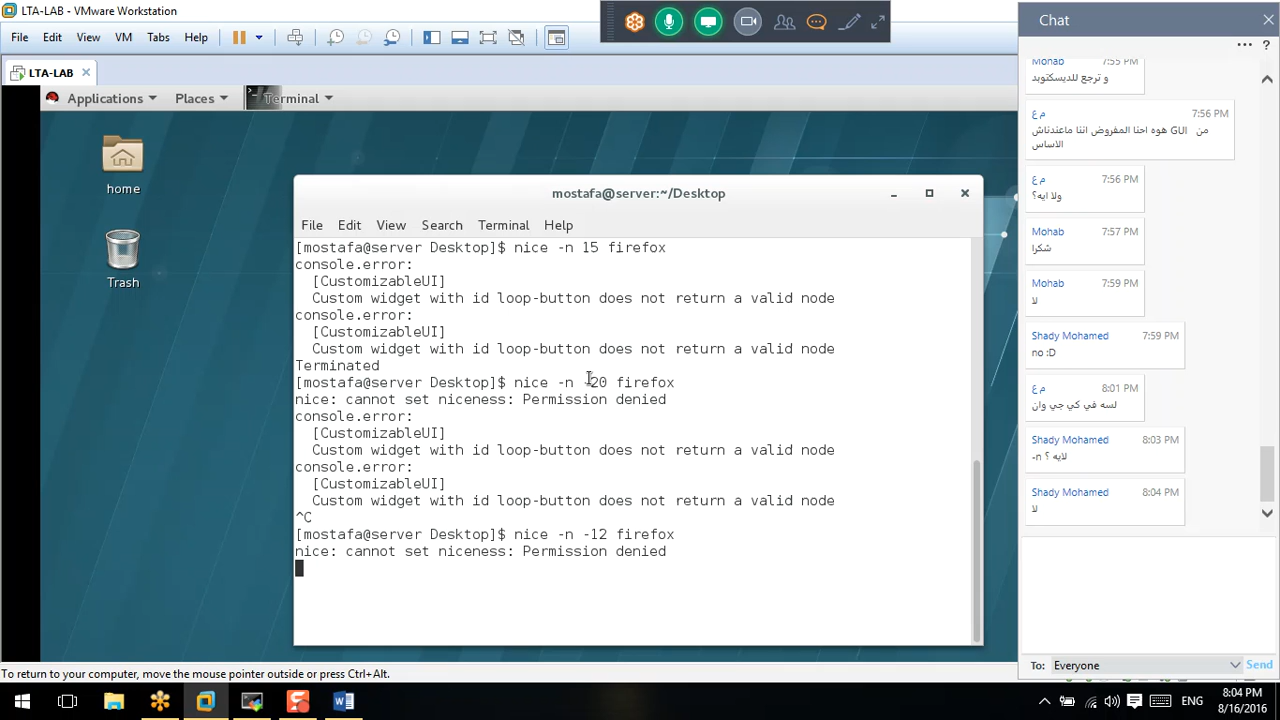 LTA-LAB - VMware Workstation
File Edit View VM Tabs Help
LTA-LAB
Applications Places Terminal
home
Trash
mostafa@server:~/Desktop
File Edit View Search Terminal Help
[mostafa@server Desktop]$ nice -n 15 firefox
console.error:
[CustomizableUI]
Custom widget with id loop-button does not return a valid node
console.error:
[CustomizableUI]
Custom widget with id loop-button does not return a valid node
Terminated
[mostafa@server Desktop]$ nice -n -20 firefox
nice: cannot set niceness: Permission denied
console.error:
[CustomizableUI]
Custom widget with id loop-button does not return a valid node
console.error:
[CustomizableUI]
Custom widget with id loop-button does not return a valid node
^C
[mostafa@server Desktop]$ nice -n -12 firefox
nice: cannot set niceness: Permission denied
Chat
Mohab 7:55 PM
و ترجع للديسكتوبد
م ع 7:56 PM
هوه احنا المفروض اننا ماعندناش GUI من
الاساس
م ع 7:56 PM
ولا ايه؟
Mohab 7:57 PM
شكرا
Mohab 7:59 PM
لا
Shady Mohamed 7:59 PM
no :D
م ع 8:01 PM
لسه في كي جي وان
Shady Mohamed 8:03 PM
-n لايه ؟
Shady Mohamed 8:04 PM
لا
To: Everyone Send
To return to your computer, move the mouse pointer outside or press Ctrl+Alt.
ENG
8:04 PM
8/16/2016